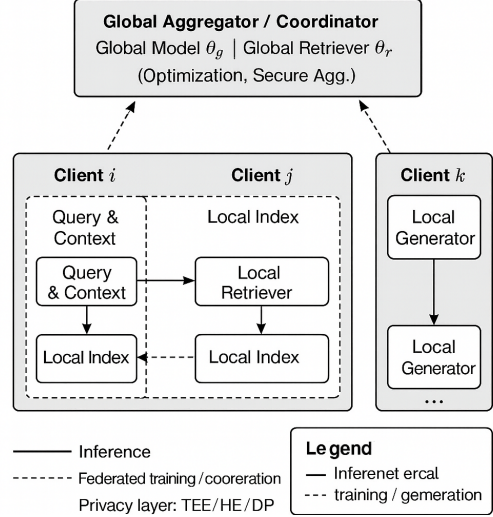 Global Aggregator / Coordinator
Global Model θg | Global Retriever θr
(Optimization, Secure Agg.)
Client i
Client j
Client k
Query &
Context
Local Index
Query
& Context
Local
Retriever
Local Index
Local Index
Local
Generator
Local
Generator
...
Inference
Federated training / cooreration
Privacy layer: TEE/HE/DP
Legend
Inferenet ercal
training / gemeration